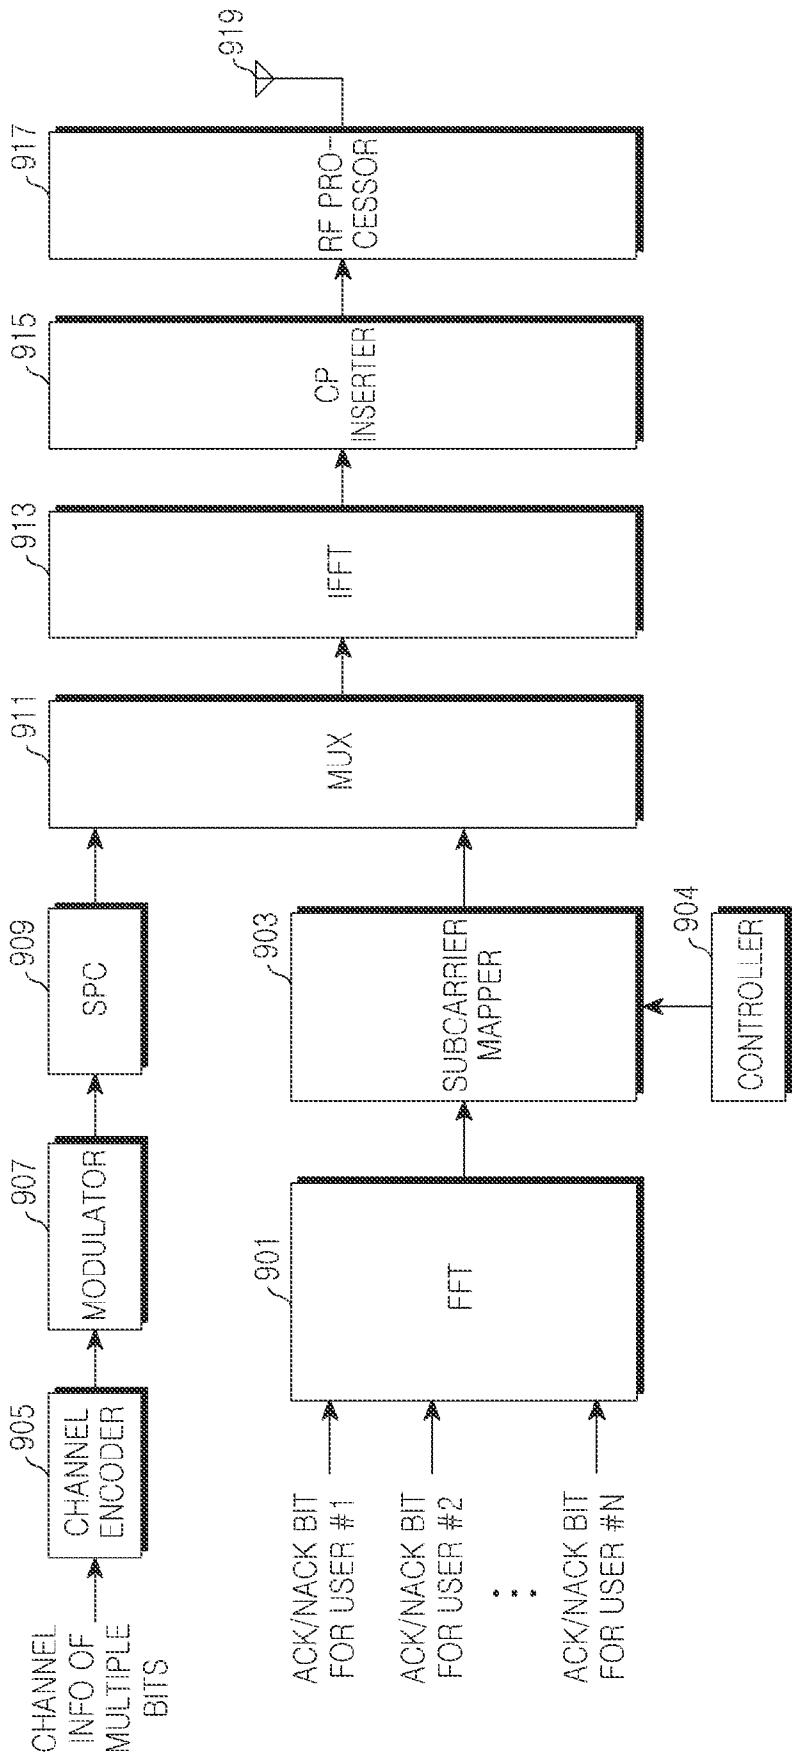 CHANNEL
INFO OF
MULTIPLE
BITS
905
CHANNEL
ENCODER
907
MODULATOR
909
SPC
911
MUX
913
IFFT
915
CP
INSERTER
917
RF PRO-
CESSOR
919
ACK/NACK BIT
FOR USER #1
ACK/NACK BIT
FOR USER #2
ACK/NACK BIT
FOR USER #N
901
FFT
903
SUBCARRIER
MAPPER
904
CONTROLLER